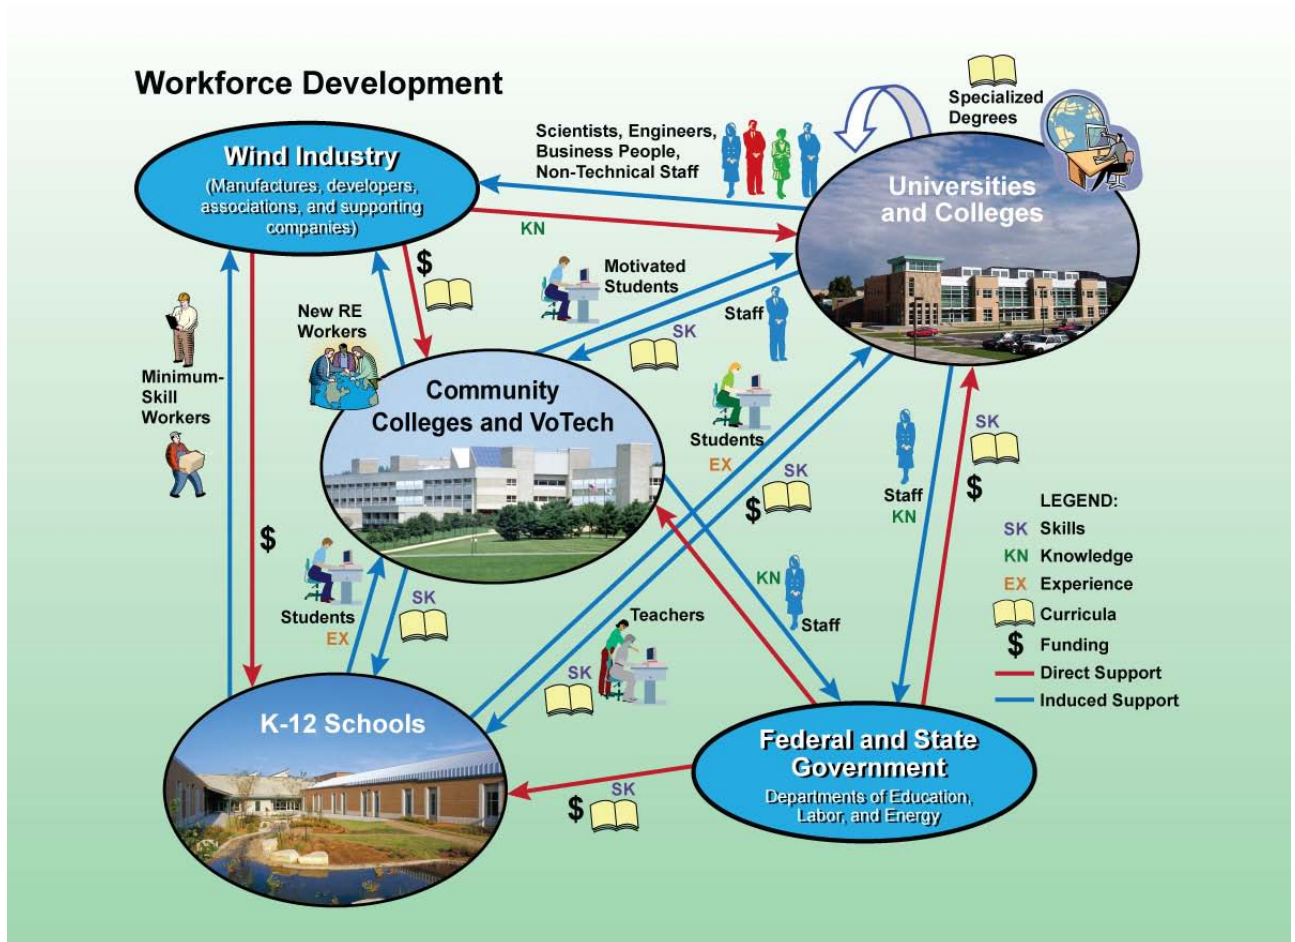 Workforce Development
Wind Industry
(Manufactures, developers,
associations, and supporting
companies)
Scientists, Engineers,
Business People,
Non-Technical Staff
Specialized
Degrees
Universities
and Colleges
KN
$
Motivated
Students
Staff
SK
New RE
Workers
Minimum-
Skill
Workers
Community
Colleges and VoTech
Students
EX
SK
$
Staff
KN
SK
$
LEGEND:
SK Skills
KN Knowledge
EX Experience
Curricula
$ Funding
Direct Support
Induced Support
$
Students
EX
SK
KN
Staff
Teachers
SK
K-12 Schools
Federal and State
Government
Departments of Education,
Labor, and Energy
SK
$